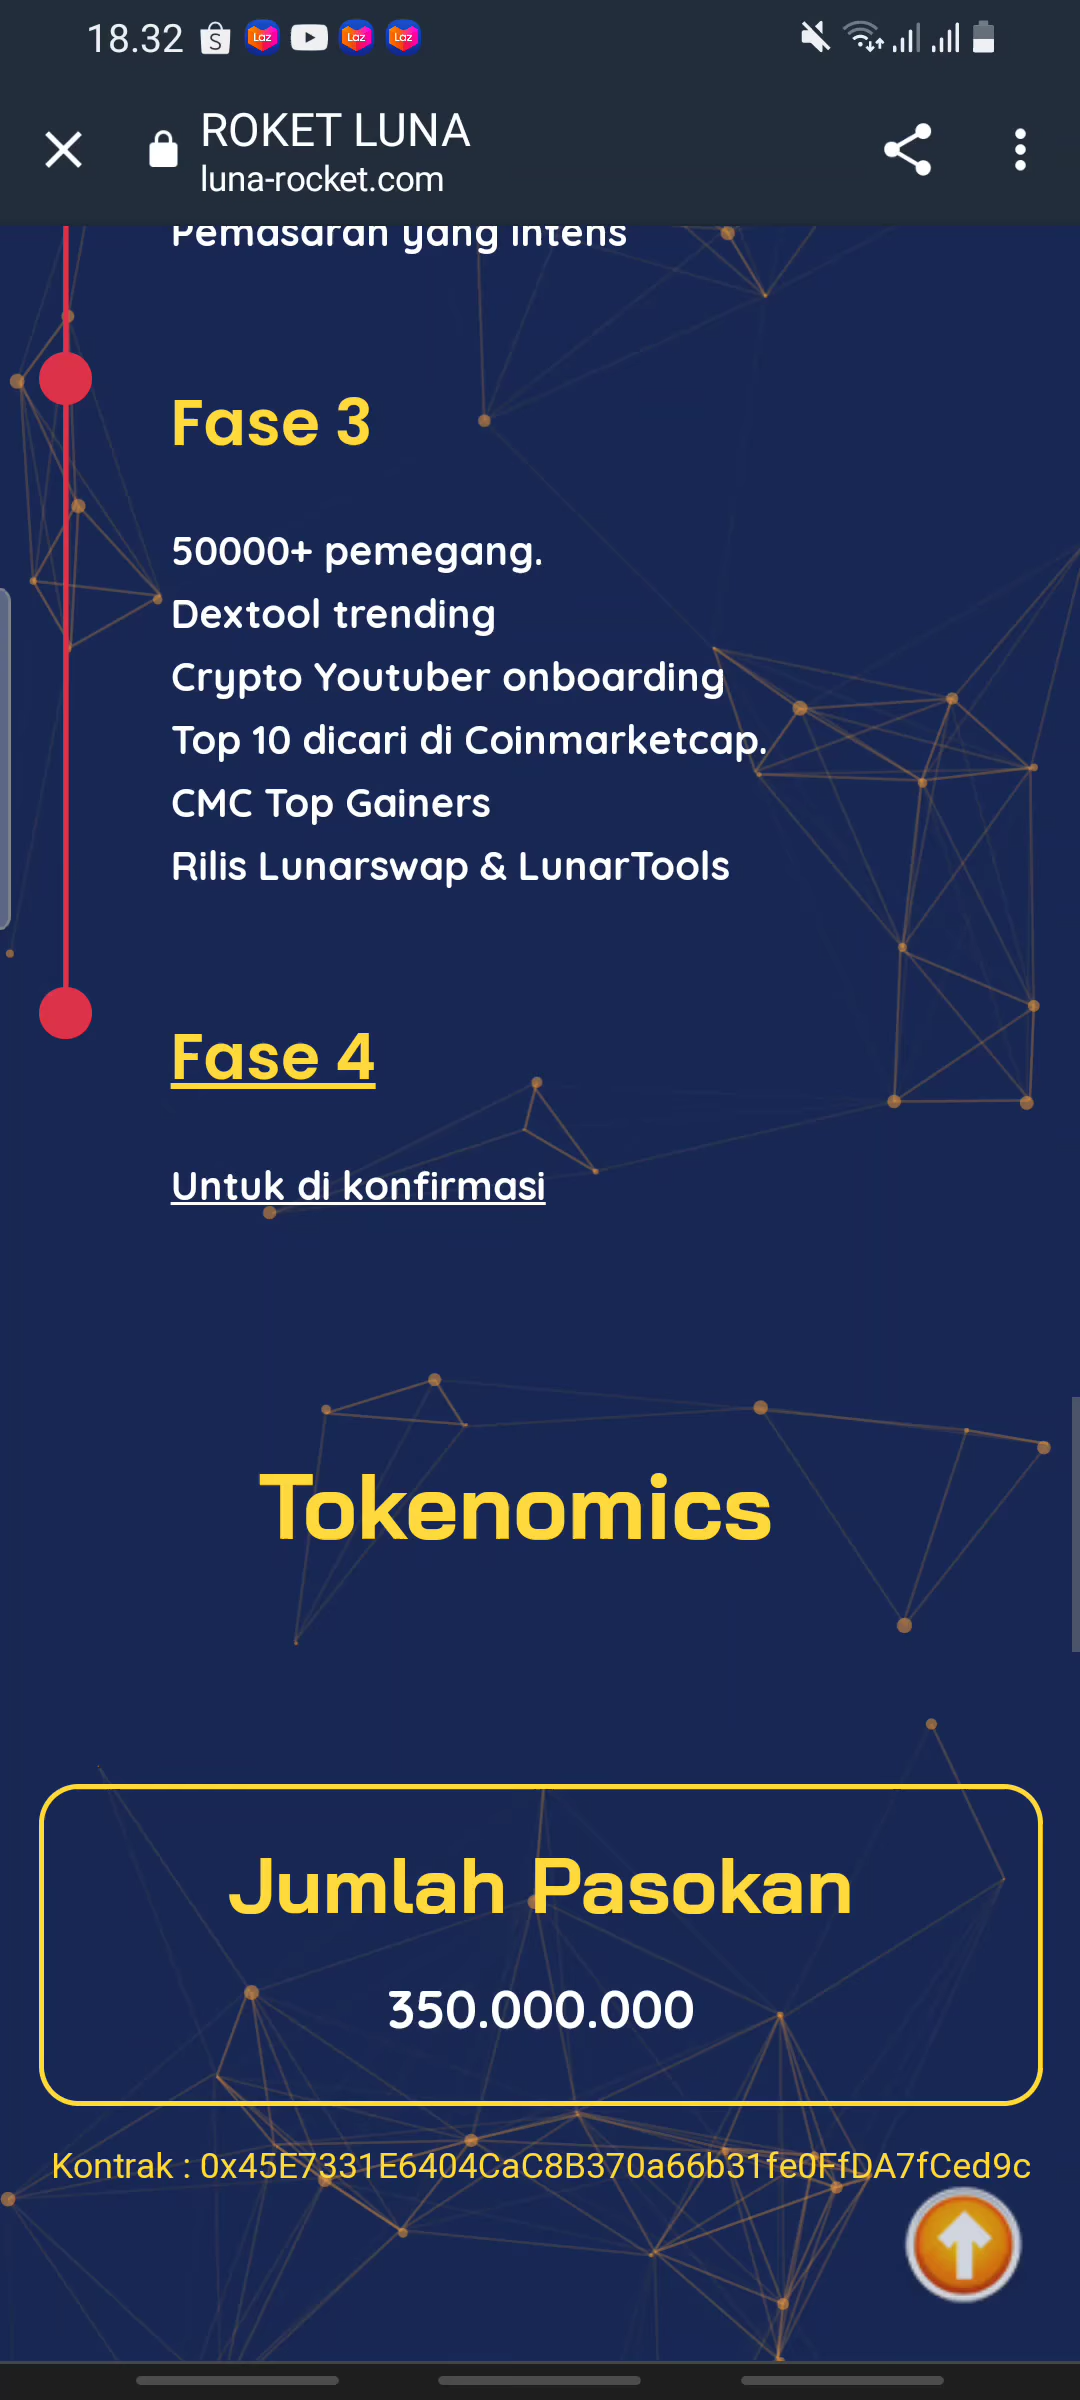 18.32
ROKET LUNA
luna-rocket.com
Pemasaran yang intens
Fase 3
50000+ pemegang.
Dextool trending
Crypto Youtuber onboarding
Top 10 dicari di Coinmarketcap.
CMC Top Gainers
Rilis Lunarswap & LunarTools
Fase 4
Untuk di konfirmasi
Tokenomics
Jumlah Pasokan
350.000.000
Kontrak : 0x45E7331E6404CaC8B370a66b31fe0FfDA7fCed9c